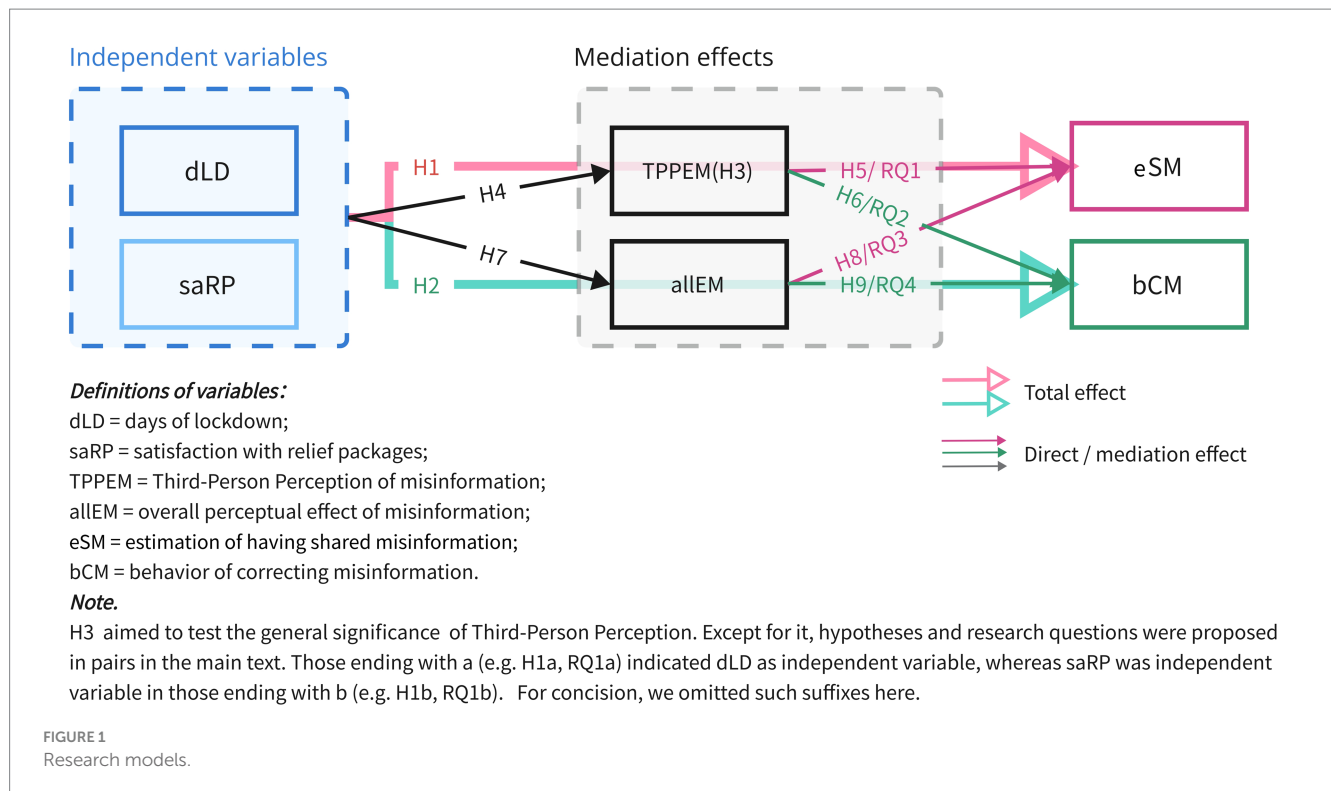 Independent variables
Mediation effects
dLD
saRP
H1
H4
H7
H2
TPPEM(H3)
allEM
H5/ RQ1
H6/RQ2
H8/RQ3
H9/RQ4
eSM
bCM
Total effect
Direct / mediation effect
Definitions of variables:
dLD = days of lockdown;
saRP = satisfaction with relief packages;
TPPEM = Third-Person Perception of misinformation;
allEM = overall perceptual effect of misinformation;
eSM = estimation of having shared misinformation;
bCM = behavior of correcting misinformation.
Note.
H3 aimed to test the general significance of Third-Person Perception. Except for it, hypotheses and research questions were proposed
in pairs in the main text. Those ending with a (e.g. H1a, RQ1a) indicated dLD as independent variable, whereas saRP was independent
variable in those ending with b (e.g. H1b, RQ1b). For concision, we omitted such suffixes here.
FIGURE 1
Research models.